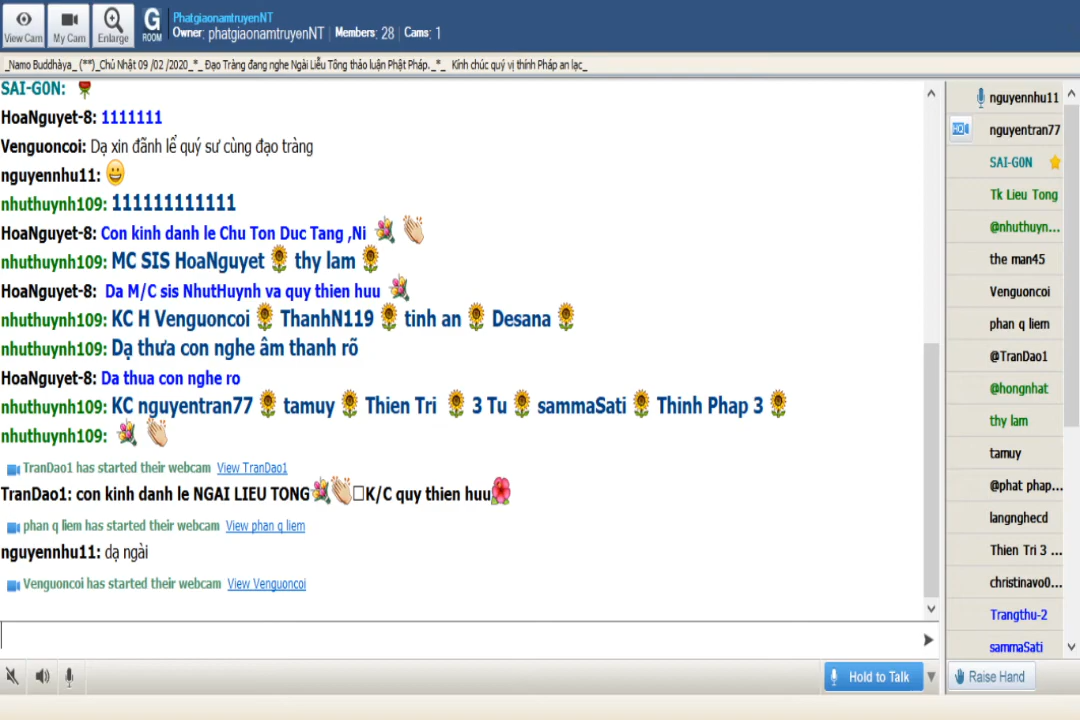 PhatgiaonamtruyenNT
View Cam My Cam Enlarge G ROOM Owner: phatgiaonamtruyenNT Members: 28 Cams: 1
_Namo Buddhàya_ (**)_Chủ Nhật 09 /02 /2020_*_ Đạo Tràng đang nghe Ngài Liễu Tông thảo luận Phật Pháp._*_ Kính chúc quý vị thính Pháp an lạc_
SAI-G0N:
HoaNguyet-8: 1111111
Venguoncoi: Dạ xin đãnh lể quý sư cùng đạo tràng
nguyennhu11:
nhuthuynh109: 111111111111
HoaNguyet-8: Con kinh danh le Chu Ton Duc Tang ,Ni
nhuthuynh109: MC SIS HoaNguyet thy lam
HoaNguyet-8: Da M/C sis NhutHuynh va quy thien huu
nhuthuynh109: KC H Venguoncoi ThanhN119 tinh an Desana
nhuthuynh109: Dạ thưa con nghe âm thanh rõ
HoaNguyet-8: Da thua con nghe ro
nhuthuynh109: KC nguyentran77 tamuy Thien Tri 3 Tu sammaSati Thinh Phap 3
nhuthuynh109:
TranDao1 has started their webcam View TranDao1
TranDao1: con kinh danh le NGAI LIEU TONG K/C quy thien huu
phan q liem has started their webcam View phan q liem
nguyennhu11: dạ ngài
Venguoncoi has started their webcam View Venguoncoi
nguyennhu11
HD nguyentran77
SAI-G0N
Tk Lieu Tong
@nhuthuyn...
the man45
Venguoncoi
phan q liem
@TranDao1
@hongnhat
thy lam
tamuy
@phat phap...
langnghecd
Thien Tri 3 ...
christinavo0...
Trangthu-2
sammaSati
Hold to Talk
Raise Hand